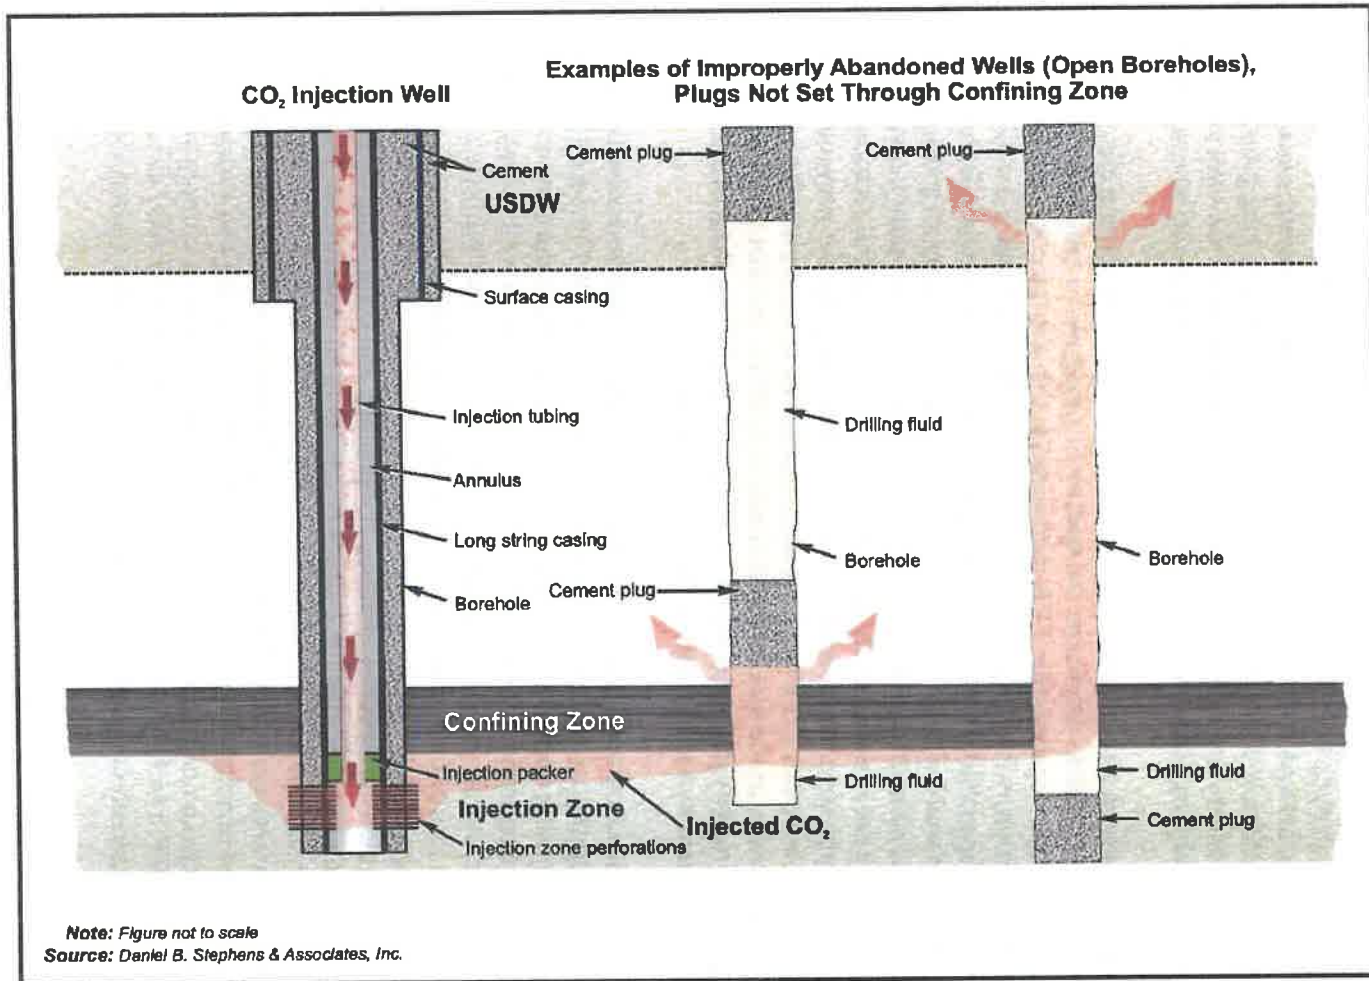 CO₂ Injection Well
Examples of Improperly Abandoned Wells (Open Boreholes),
Plugs Not Set Through Confining Zone
Cement
USDW
Surface casing
Injection tubing
Annulus
Long string casing
Borehole
Cement plug
Drilling fluid
Borehole
Cement plug
Cement plug
Borehole
Confining Zone
Injection packer
Injection Zone
Injected CO₂
Injection zone perforations
Drilling fluid
Drilling fluid
Cement plug
Note: Figure not to scale
Source: Daniel B. Stephens & Associates, Inc.